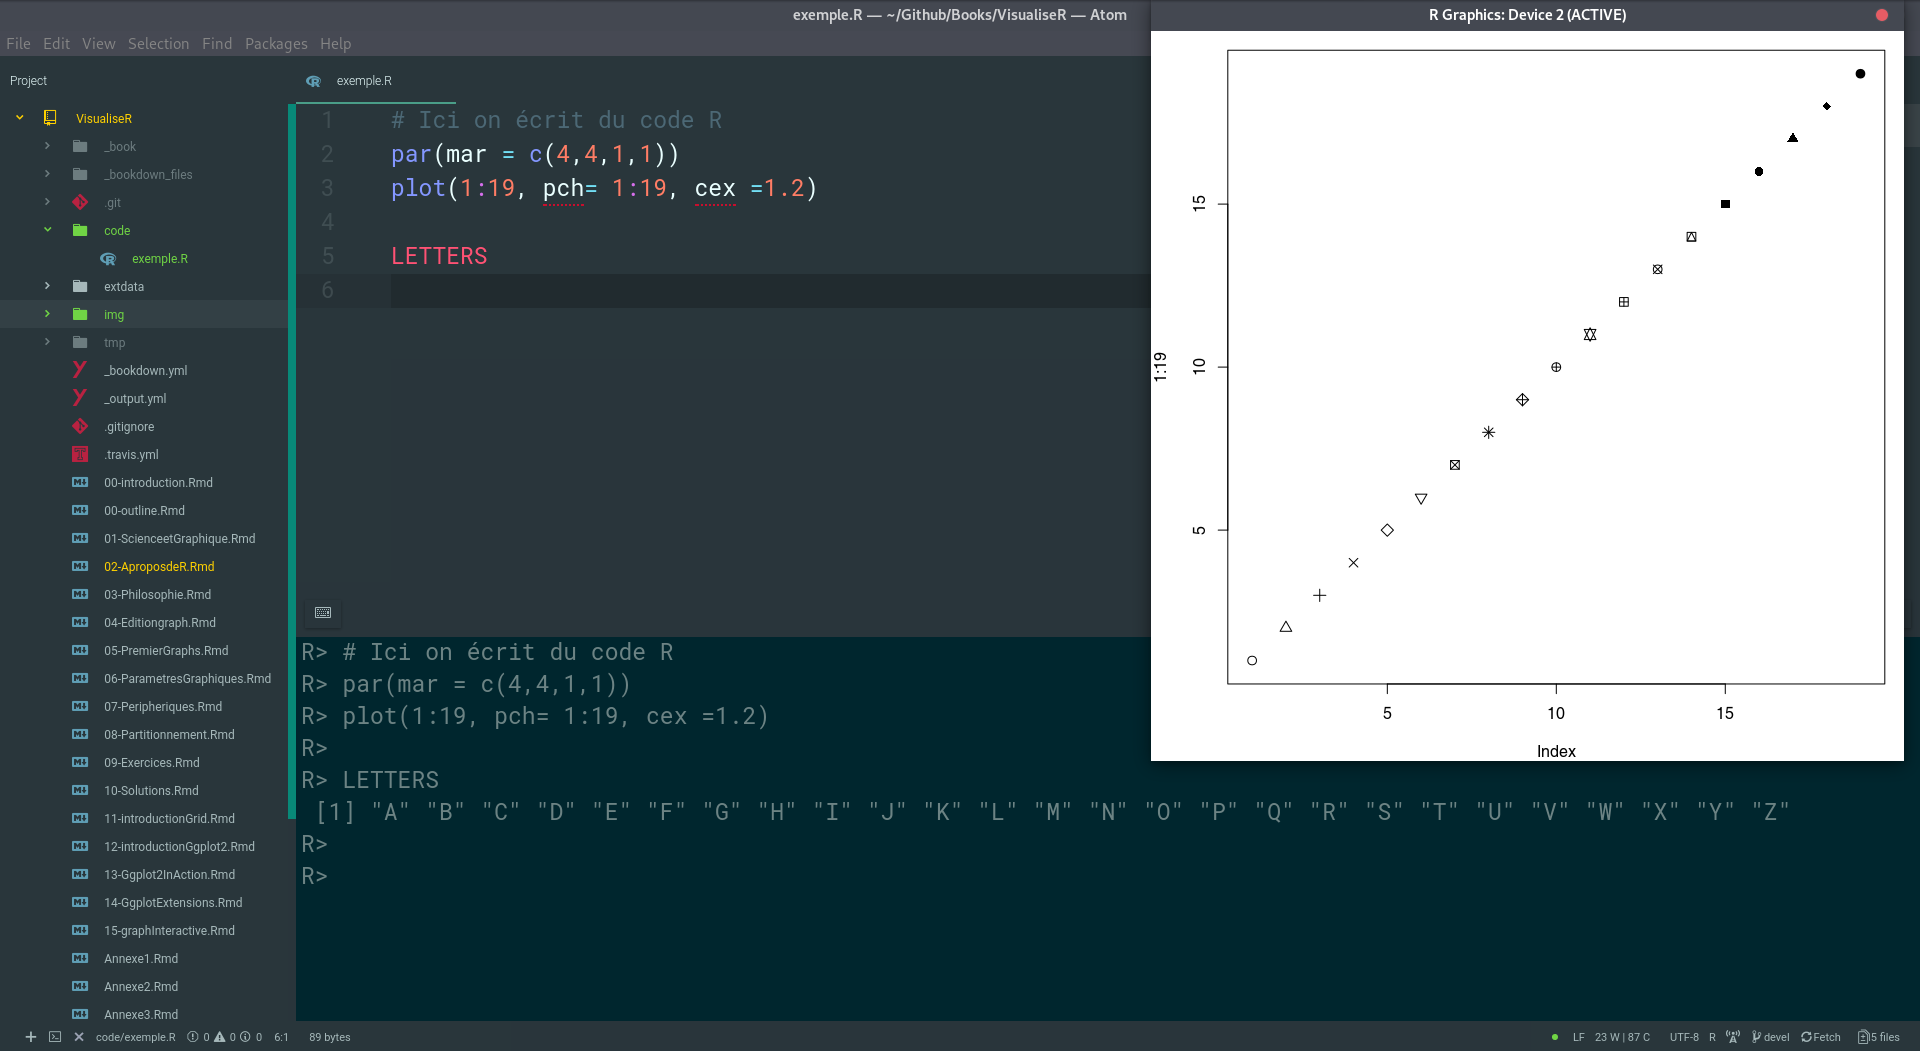 exemple.R — ~/Github/Books/VisualiseR — Atom
File Edit View Selection Find Packages Help
Project
VisualiseR
_book
_bookdown_files
.git
code
exemple.R
extdata
img
tmp
_bookdown.yml
_output.yml
.gitignore
.travis.yml
00-introduction.Rmd
00-outline.Rmd
01-ScienceetGraphique.Rmd
02-AproposdeR.Rmd
03-Philosophie.Rmd
04-Editiongraph.Rmd
05-PremierGraphs.Rmd
06-ParametresGraphiques.Rmd
07-Peripheriques.Rmd
08-Partitionnement.Rmd
09-Exercices.Rmd
10-Solutions.Rmd
11-introductionGrid.Rmd
12-introductionGgplot2.Rmd
13-Ggplot2InAction.Rmd
14-GgplotExtensions.Rmd
15-graphInteractive.Rmd
Annexe1.Rmd
Annexe2.Rmd
Annexe3.Rmd
exemple.R
1 # Ici on écrit du code R
2 par(mar = c(4,4,1,1))
3 plot(1:19, pch= 1:19, cex =1.2)
4
5 LETTERS
6
R> # Ici on écrit du code R
R> par(mar = c(4,4,1,1))
R> plot(1:19, pch= 1:19, cex =1.2)
R>
R> LETTERS
[1] "A" "B" "C" "D" "E" "F" "G" "H" "I" "J" "K" "L" "M" "N" "O" "P" "Q" "R" "S" "T" "U" "V" "W" "X" "Y" "Z"
R>
R>
R Graphics: Device 2 (ACTIVE)
15
10
5
1:19
5 10 15
Index
code/exemple.R 0 0 0 6:1 89 bytes
LF 23 W | 87 C UTF-8 R devel Fetch 5 files